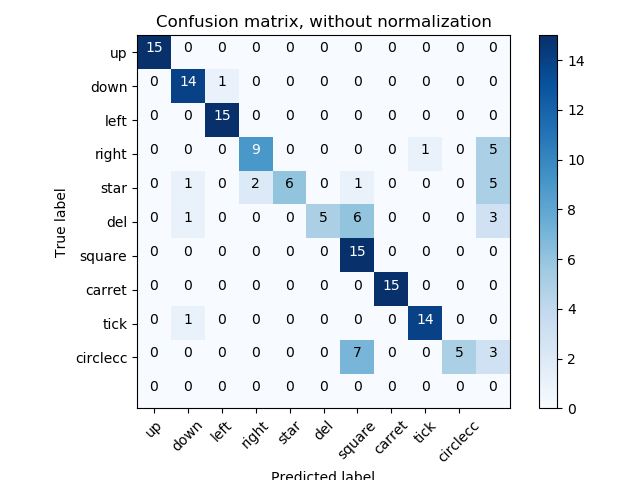 Confusion matrix, without normalization
up 15 0 0 0 0 0 0 0 0 0 0
down 0 14 1 0 0 0 0 0 0 0 0
left 0 0 15 0 0 0 0 0 0 0 0
right 0 0 0 9 0 0 0 0 1 0 5
star 0 1 0 2 6 0 1 0 0 0 5
del 0 1 0 0 0 5 6 0 0 0 3
square 0 0 0 0 0 0 15 0 0 0 0
carret 0 0 0 0 0 0 0 15 0 0 0
tick 0 1 0 0 0 0 0 0 14 0 0
circlecc 0 0 0 0 0 0 7 0 0 5 3
0 0 0 0 0 0 0 0 0 0 0
up down left right star del square carret tick circlecc
True label
Predicted label
14
12
10
8
6
4
2
0